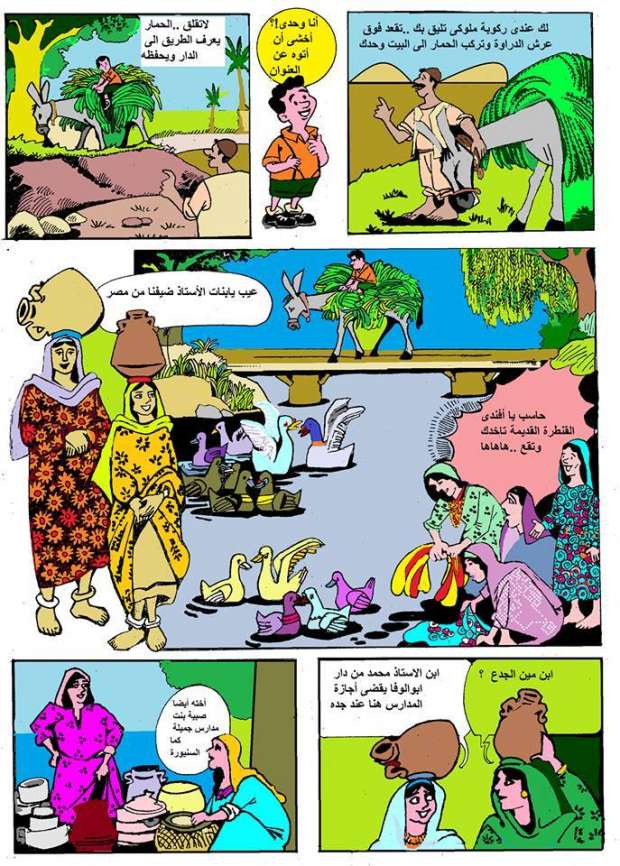 لك عندى ركوبة ملوكى تليق بك ..تقعد فوق
عرش الدراوة وتركب الحمار الى البيت وحدك
أنا وحدى!؟
أخشى أن
أتوه عن
العنوان
لاتقلق ..الحمار
يعرف الطريق الى
الدار ويحفظه
عيب يابنات الأستاذ ضيفنا من مصر
حاسب يا أفندى
القنطرة القديمة تاخدك
وتقع ..هاهاها
ابن مين الجدع ؟
ابن الاستاذ محمد من دار
ابوالوفا يقضى أجازة
المدارس هنا عند جده
أخته أيضا
صبية بنت
مدارس جميلة
كما
السنيورة